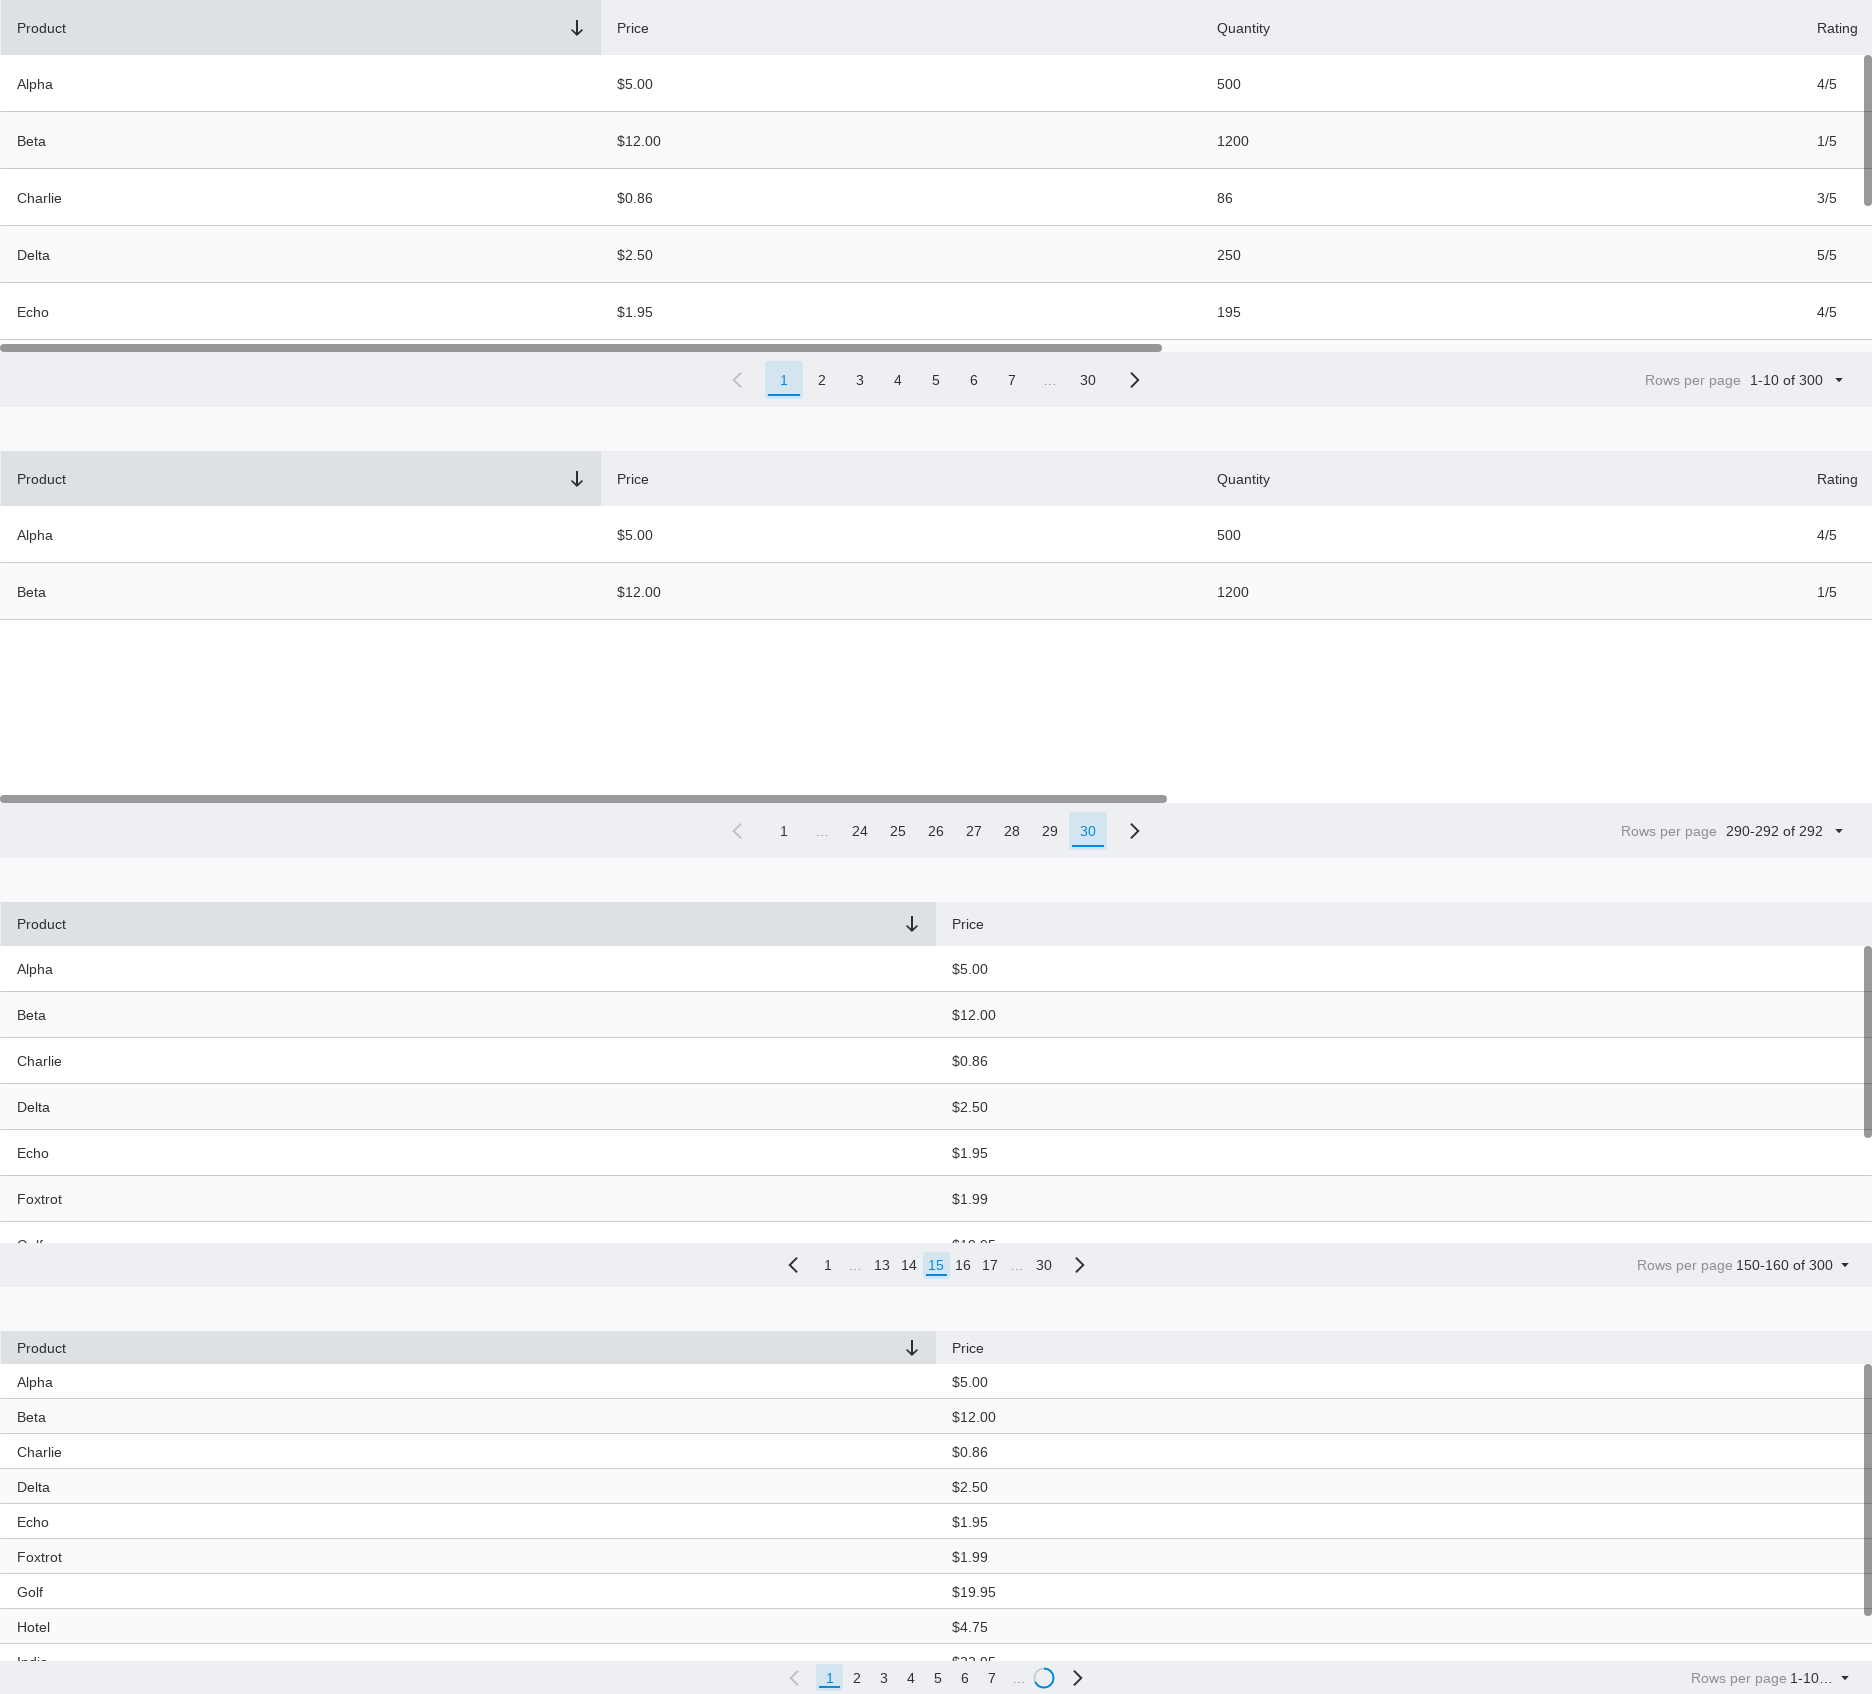 Product Price Quantity Rating
Alpha $5.00 500 4/5
Beta $12.00 1200 1/5
Charlie $0.86 86 3/5
Delta $2.50 250 5/5
Echo $1.95 195 4/5
1 2 3 4 5 6 7 ... 30 Rows per page 1-10 of 300
Product Price Quantity Rating
Alpha $5.00 500 4/5
Beta $12.00 1200 1/5
1 ... 24 25 26 27 28 29 30 Rows per page 290-292 of 292
Product Price
Alpha $5.00
Beta $12.00
Charlie $0.86
Delta $2.50
Echo $1.95
Foxtrot $1.99
1 ... 13 14 15 16 17 ... 30 Rows per page 150-160 of 300
Product Price
Alpha $5.00
Beta $12.00
Charlie $0.86
Delta $2.50
Echo $1.95
Foxtrot $1.99
Golf $19.95
Hotel $4.75
1 2 3 4 5 6 7 ... Rows per page 1-10...